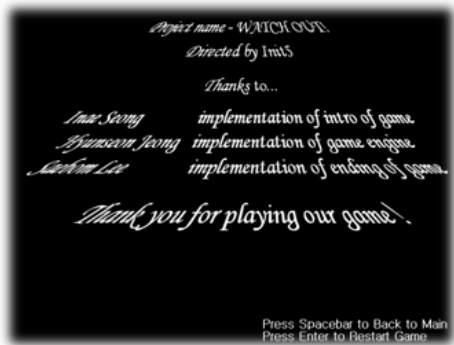 Project name - WATCH OUT!
Directed by Init5
Thanks to...
Inae Seong implementation of intro of game
Hyunseon Jeong implementation of game engine
Saebom Lee implementation of ending of game
Thank you for playing our game!
Press Spacebar to Back to Main
Press Enter to Restart Game